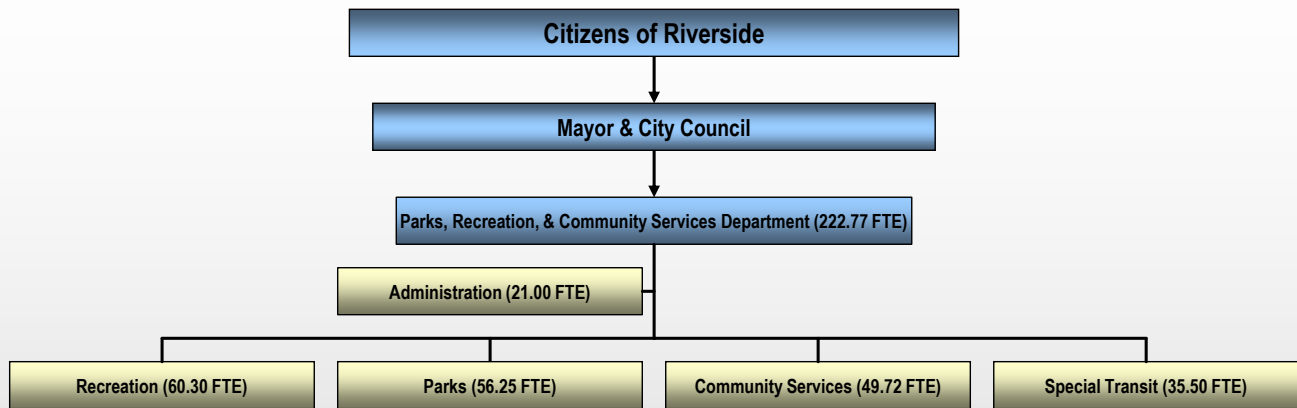 Citizens of Riverside
Mayor & City Council
Parks, Recreation, & Community Services Department (222.77 FTE)
Administration (21.00 FTE)
Recreation (60.30 FTE)
Parks (56.25 FTE)
Community Services (49.72 FTE)
Special Transit (35.50 FTE)